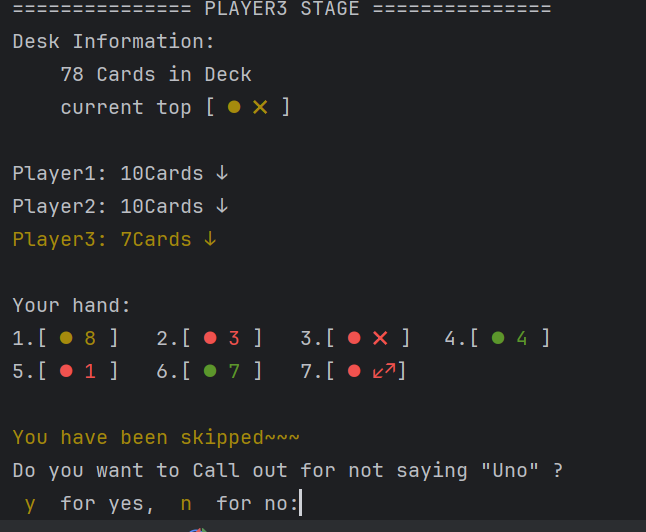 =============== PLAYER3 STAGE ===============
Desk Information:
78 Cards in Deck
current top [ ● ✕ ]
Player1: 10Cards ↓
Player2: 10Cards ↓
Player3: 7Cards ↓
Your hand:
1.[ ● 8 ] 2.[ ● 3 ] 3.[ ● ✕ ] 4.[ ● 4 ]
5.[ ● 1 ] 6.[ ● 7 ] 7.[ ● ⤢]
You have been skipped~~~
Do you want to Call out for not saying "Uno" ?
y for yes, n for no: